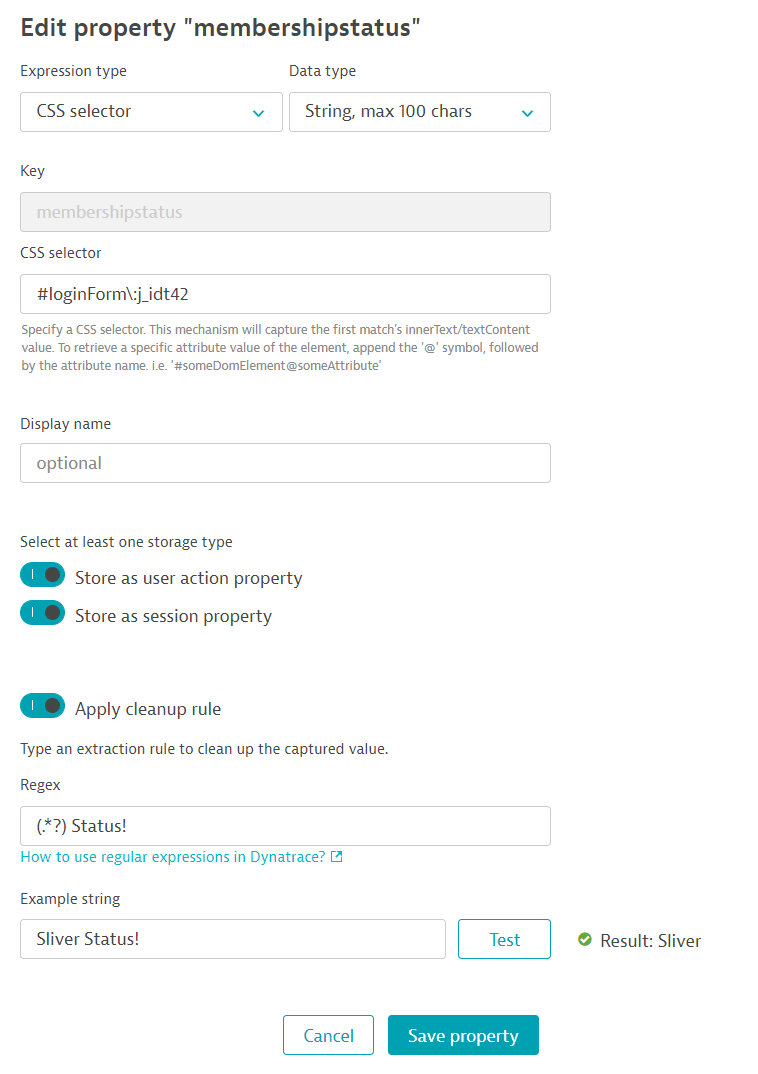 Edit property "membershipstatus"
Expression type Data type
CSS selector String, max 100 chars
Key
membershipstatus
CSS selector
#loginForm\:j_idt42
Specify a CSS selector. This mechanism will capture the first match's innerText/textContent
value. To retrieve a specific attribute value of the element, append the '@' symbol, followed
by the attribute name. i.e. '#someDomElement@someAttribute'
Display name
optional
Select at least one storage type
Store as user action property
Store as session property
Apply cleanup rule
Type an extraction rule to clean up the captured value.
Regex
(.*?) Status!
How to use regular expressions in Dynatrace?
Example string
Sliver Status! Test Result: Sliver
Cancel Save property